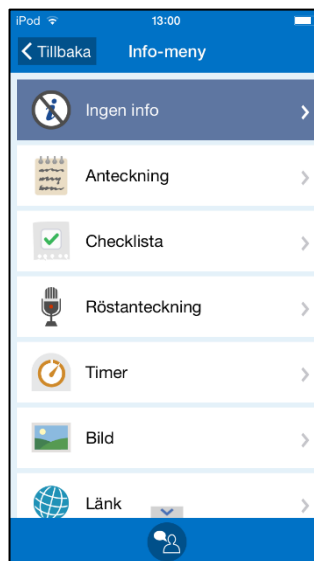 iPod 13:00
Tillbaka Info-meny
Ingen info
Anteckning
Checklista
Röstanteckning
Timer
Bild
Länk